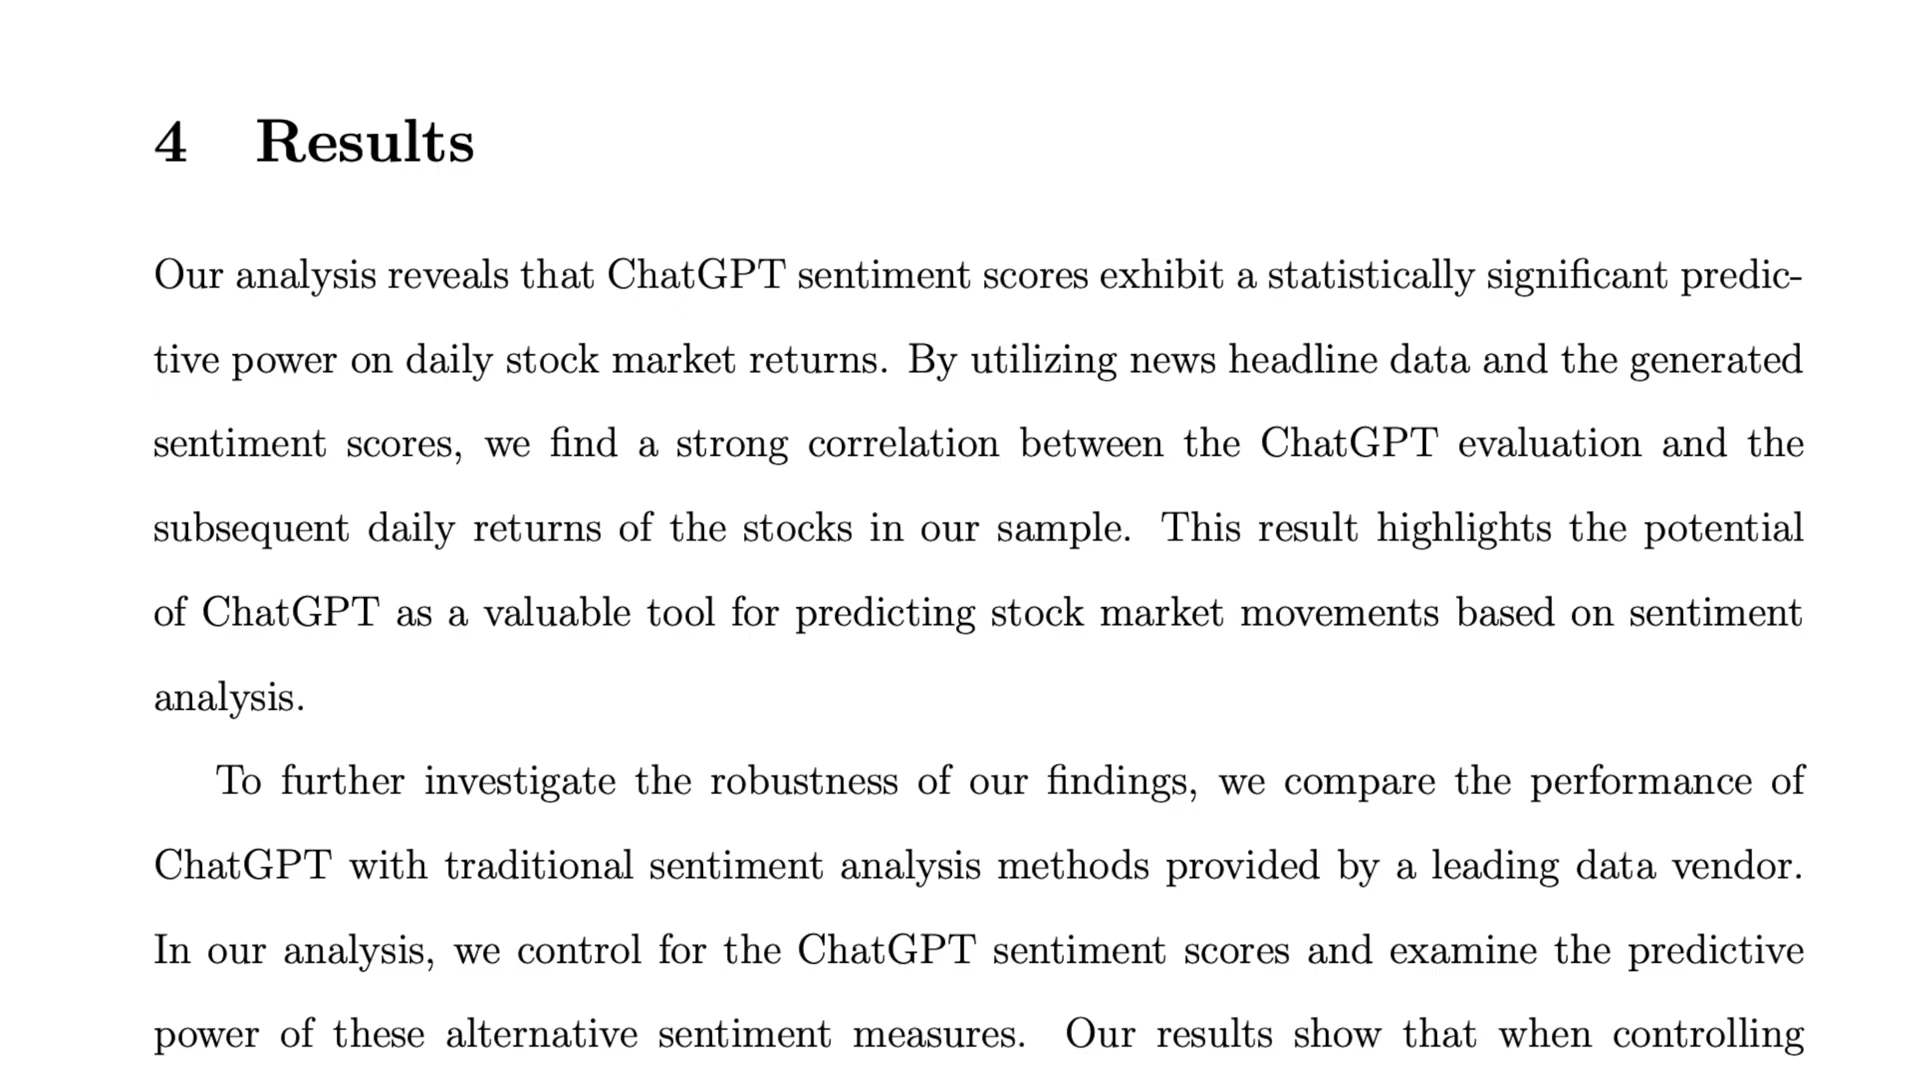 4 Results
Our analysis reveals that ChatGPT sentiment scores exhibit a statistically significant predic-
tive power on daily stock market returns. By utilizing news headline data and the generated
sentiment scores, we find a strong correlation between the ChatGPT evaluation and the
subsequent daily returns of the stocks in our sample. This result highlights the potential
of ChatGPT as a valuable tool for predicting stock market movements based on sentiment
analysis.
To further investigate the robustness of our findings, we compare the performance of
ChatGPT with traditional sentiment analysis methods provided by a leading data vendor.
In our analysis, we control for the ChatGPT sentiment scores and examine the predictive
power of these alternative sentiment measures. Our results show that when controlling